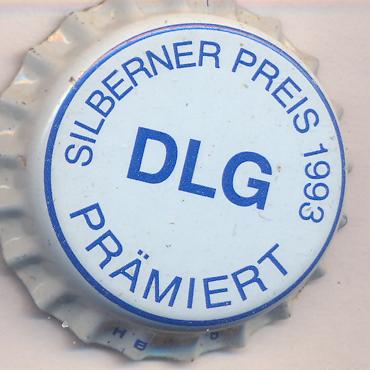 SILBERNER PREIS 1993
DLG
PRÄMIERT